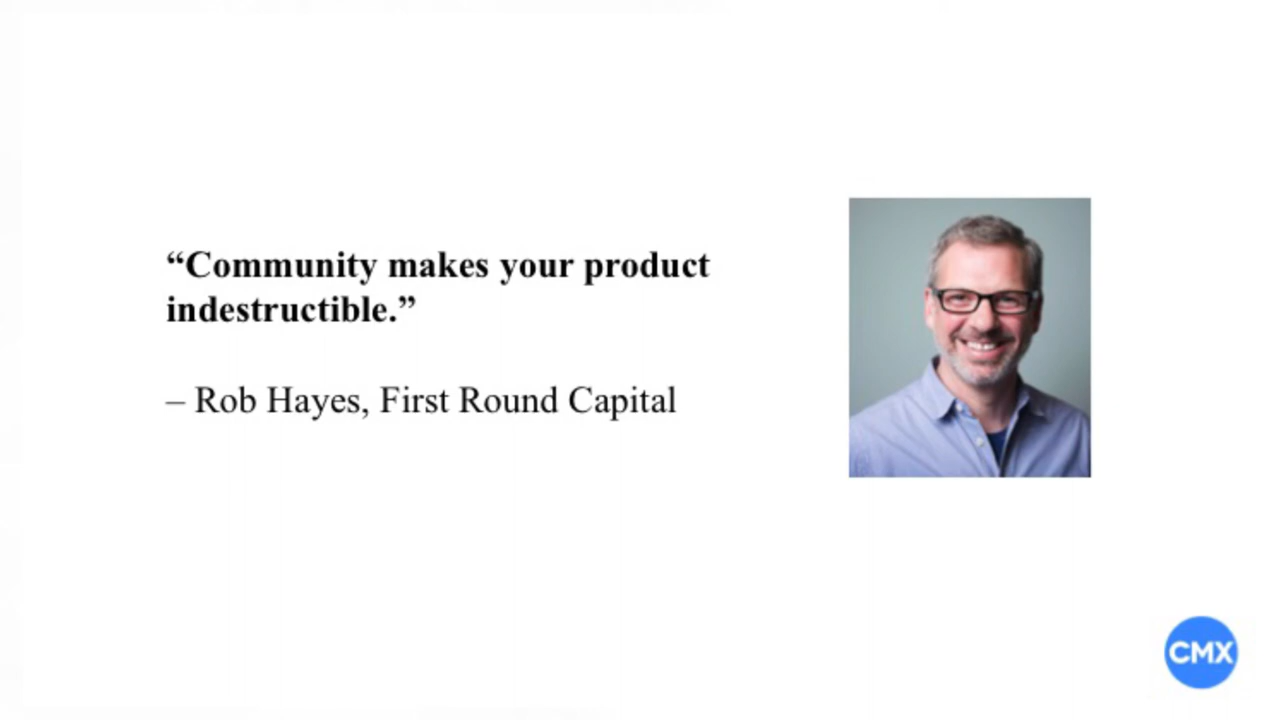 “Community makes your product
indestructible.”
– Rob Hayes, First Round Capital
CMX